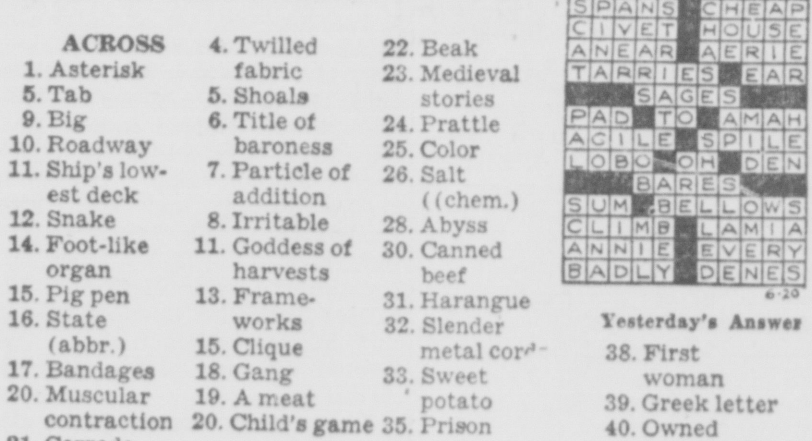 ACROSS
1. Asterisk
5. Tab
9. Big
10. Roadway
11. Ship's low-
est deck
12. Snake
14. Foot-like
organ
15. Pig pen
16. State
(abbr.)
17. Bandages
20. Muscular
contraction
4. Twilled
fabric
5. Shoals
6. Title of
baroness
7. Particle of
addition
8. Irritable
11. Goddess of
harvests
13. Frame-
works
15. Clique
18. Gang
19. A meat
20. Child's game
22. Beak
23. Medieval
stories
24. Prattle
25. Color
26. Salt
((chem.)
28. Abyss
30. Canned
beef
31. Harangue
32. Slender
metal cord
33. Sweet
potato
35. Prison
SPANS CHEAP
CIVET HOUSE
ANEAR AERIE
TARRIES EAR
SAGES
PAD TO AMAH
AGILE SPILE
LOBO OH DEN
BARES
SUM BELLOWS
CLIMB LAMIA
ANNIE EVERY
BADLY DENES
6-20
Yesterday's Answer
38. First
woman
39. Greek letter
40. Owned